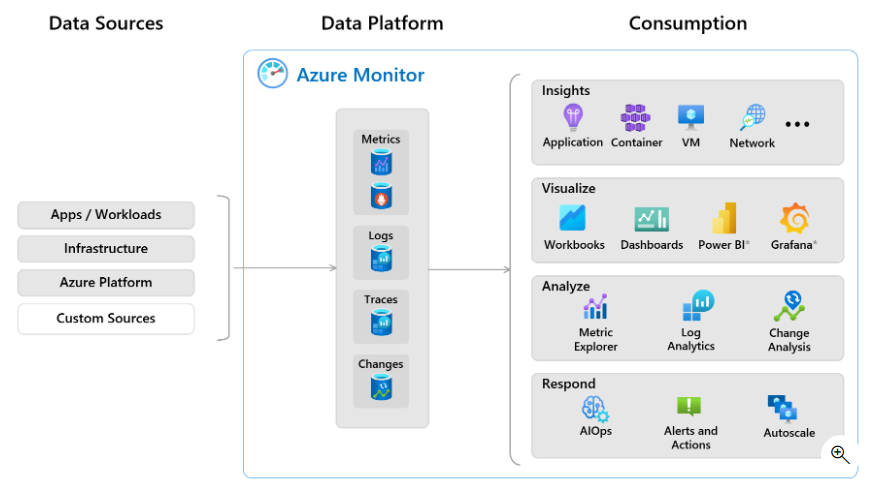 Data Sources
Data Platform
Consumption
Azure Monitor
Apps / Workloads
Infrastructure
Azure Platform
Custom Sources
Metrics
Logs
Traces
Changes
Insights
Application
Container
VM
Network
•••
Visualize
Workbooks
Dashboards
Power BI*
Grafana*
Analyze
Metric
Explorer
Log
Analytics
Change
Analysis
Respond
AIOps
Alerts and
Actions
Autoscale